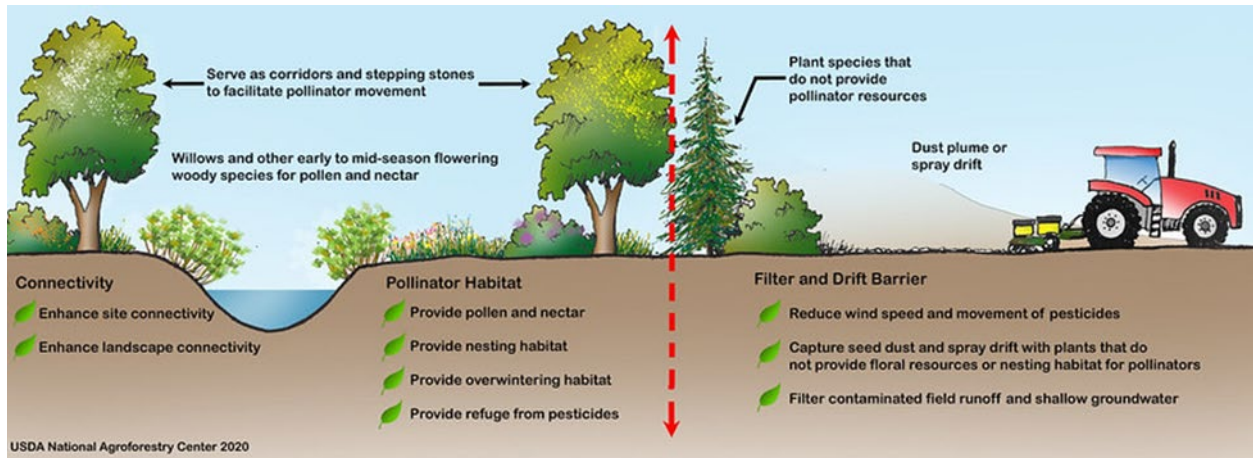 Serve as corridors and stepping stones
to facilitate pollinator movement
Willows and other early to mid-season flowering
woody species for pollen and nectar
Plant species that
do not provide
pollinator resources
Dust plume or
spray drift
Connectivity
Enhance site connectivity
Enhance landscape connectivity
Pollinator Habitat
Provide pollen and nectar
Provide nesting habitat
Provide overwintering habitat
Provide refuge from pesticides
Filter and Drift Barrier
Reduce wind speed and movement of pesticides
Capture seed dust and spray drift with plants that do
not provide floral resources or nesting habitat for pollinators
Filter contaminated field runoff and shallow groundwater
USDA National Agroforestry Center 2020